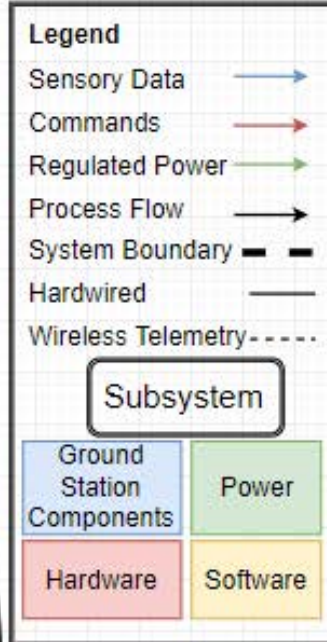 Legend
Sensory Data
Commands
Regulated Power
Process Flow
System Boundary
Hardwired
Wireless Telemetry
Subsystem
Ground
Station
Components
Power
Hardware
Software